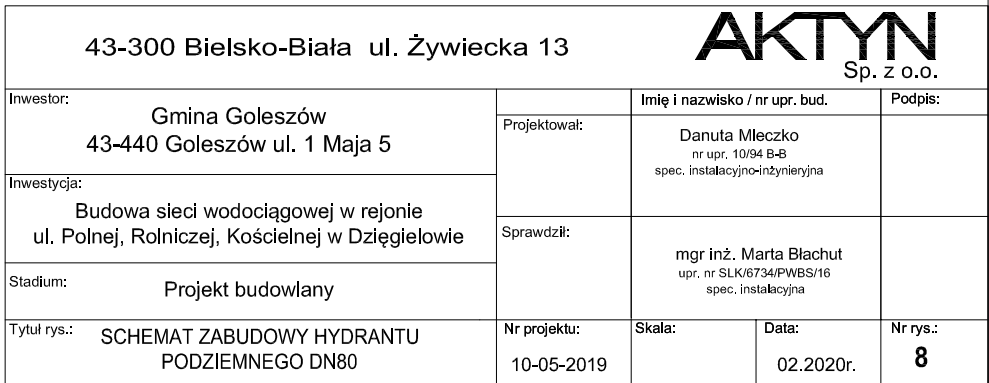 43-300 Bielsko-Biała ul. Żywiecka 13
AKTYN
Sp. z o.o.
Inwestor:
Gmina Goleszów
43-440 Goleszów ul. 1 Maja 5
Imię i nazwisko / nr upr. bud.
Podpis:
Projektował:
Danuta Mleczko
nr upr. 10/94 B-B
spec. instalacyjno-inżynieryjna
Inwestycja:
Budowa sieci wodociągowej w rejonie
ul. Polnej, Rolniczej, Kościelnej w Dzięgielowie
Sprawdził:
mgr inż. Marta Błachut
upr. nr SLK/6734/PWBS/16
spec. instalacyjna
Stadium:
Projekt budowlany
Tytuł rys.:
SCHEMAT ZABUDOWY HYDRANTU
PODZIEMNEGO DN80
Nr projektu:
10-05-2019
Skala:
Data:
02.2020r.
Nr rys.:
8